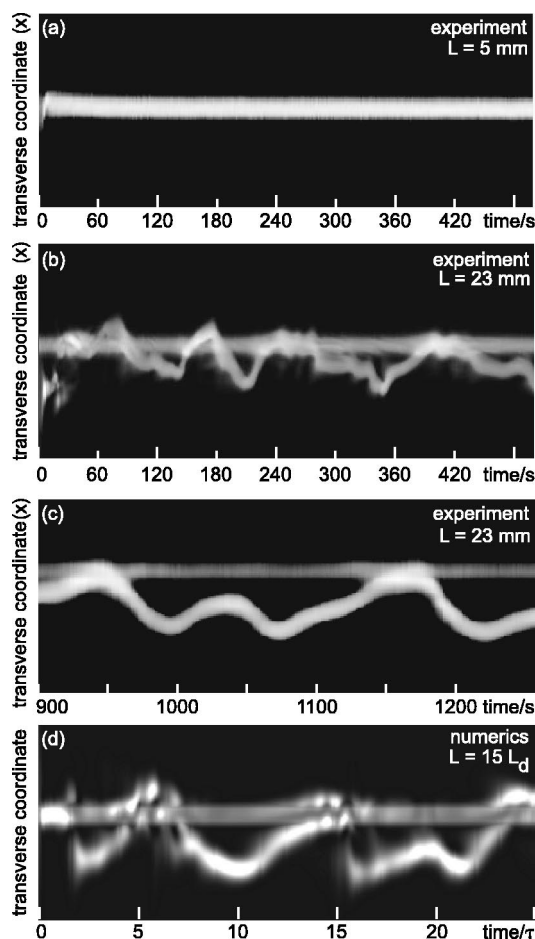 (a)
experiment
L = 5 mm
transverse coordinate (x)
0 60 120 180 240 300 360 420 time/s
(b)
experiment
L = 23 mm
transverse coordinate (x)
0 60 120 180 240 300 360 420 time/s
(c)
experiment
L = 23 mm
transverse coordinate(x)
900 1000 1100 1200 time/s
(d)
numerics
L = 15 Ld
transverse coordinate
0 5 10 15 20 time/τ